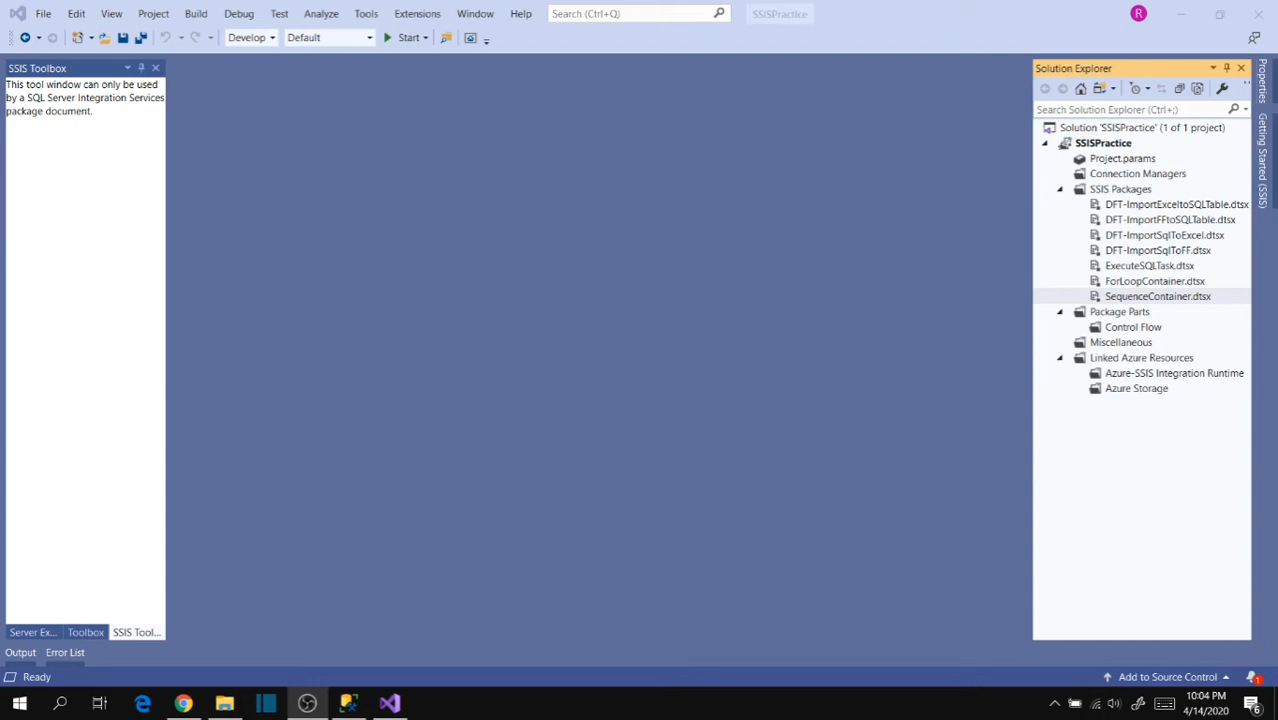 File Edit View Project Build Debug Test Analyze Tools Extensions Window Help Search (Ctrl+Q) SSISPractice R
Develop Default Start
SSIS Toolbox
This tool window can only be used
by a SQL Server Integration Services
package document.
Server Ex... Toolbox SSIS Tool...
Output Error List
Solution Explorer
Search Solution Explorer (Ctrl+;)
Solution 'SSISPractice' (1 of 1 project)
SSISPractice
Project.params
Connection Managers
SSIS Packages
DFT-ImportExceltoSQLTable.dtsx
DFT-ImportFFtoSQLTable.dtsx
DFT-ImportSqlToExcel.dtsx
DFT-ImportSqlToFF.dtsx
ExecuteSQLTask.dtsx
ForLoopContainer.dtsx
SequenceContainer.dtsx
Package Parts
Control Flow
Miscellaneous
Linked Azure Resources
Azure-SSIS Integration Runtime
Azure Storage
Properties
Getting Started (SSIS)
Ready Add to Source Control 1
10:04 PM
4/14/2020
6